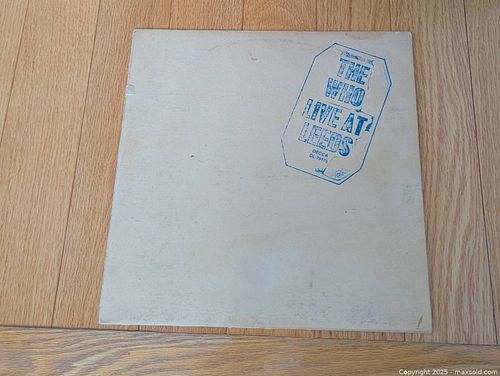 THE
WHO
LIVE AT
LEEDS
DECCA
DL 79175
Copyright 2025 - maxsold.com